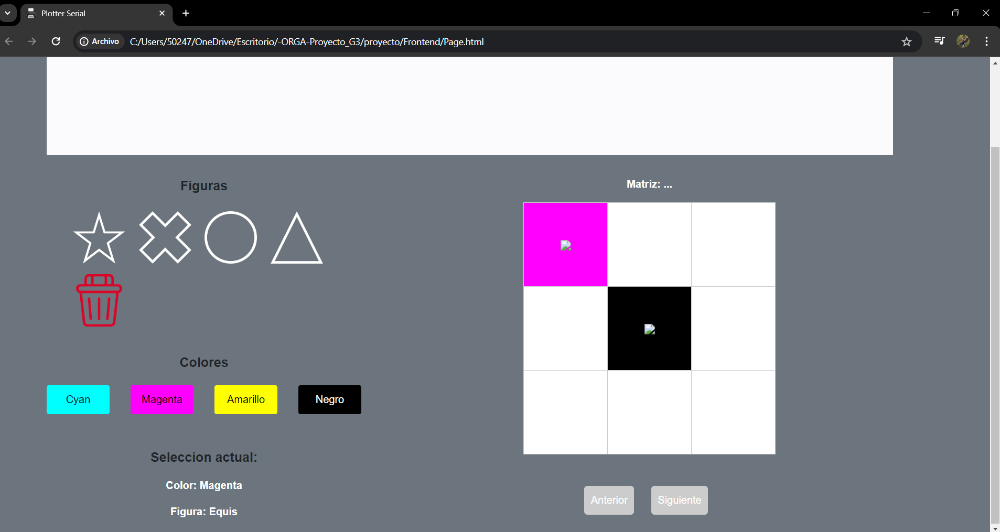 Plotter Serial
Archivo C:/Users/50247/OneDrive/Escritorio/-ORGA-Proyecto_G3/proyecto/Frontend/Page.html
Figuras
Matriz: ...
Colores
Cyan Magenta Amarillo Negro
Seleccion actual:
Color: Magenta
Figura: Equis
Anterior Siguiente